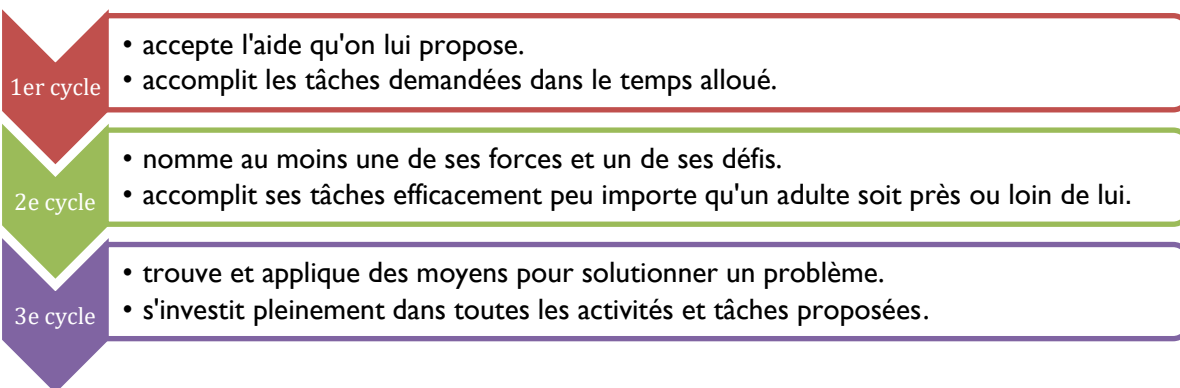 1er cycle
• accepte l'aide qu'on lui propose.
• accomplit les tâches demandées dans le temps alloué.
2e cycle
• nomme au moins une de ses forces et un de ses défis.
• accomplit ses tâches efficacement peu importe qu'un adulte soit près ou loin de lui.
3e cycle
• trouve et applique des moyens pour solutionner un problème.
• s'investit pleinement dans toutes les activités et tâches proposées.